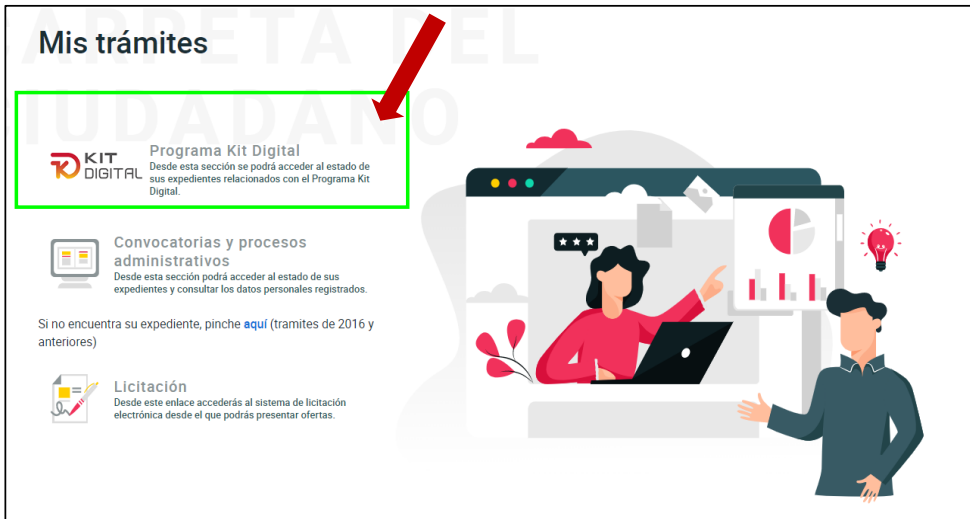 CARPETA DEL
CIUDADANO
Mis trámites
KIT
DIGITAL
Programa Kit Digital
Desde esta sección se podrá acceder al estado de
sus expedientes relacionados con el Programa Kit
Digital.
Convocatorias y procesos
administrativos
Desde esta sección podrá acceder al estado de sus
expedientes y consultar los datos personales registrados.
Si no encuentra su expediente, pinche aquí (tramites de 2016 y
anteriores)
Licitación
Desde este enlace accederás al sistema de licitación
electrónica desde el que podrás presentar ofertas.